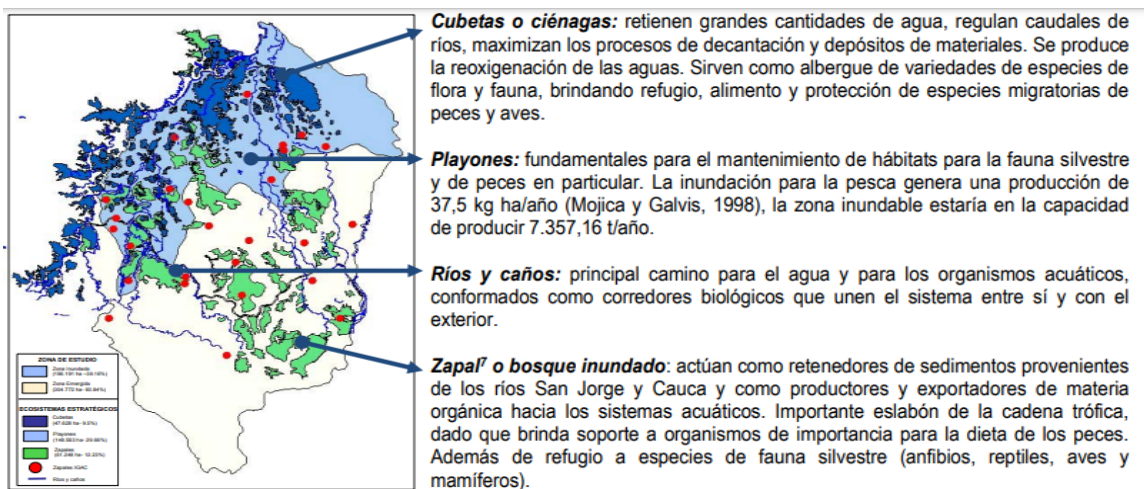 Cubetas o ciénagas: retienen grandes cantidades de agua, regulan caudales de
ríos, maximizan los procesos de decantación y depósitos de materiales. Se produce
la reoxigenación de las aguas. Sirven como albergue de variedades de especies de
flora y fauna, brindando refugio, alimento y protección de especies migratorias de
peces y aves.
Playones: fundamentales para el mantenimiento de hábitats para la fauna silvestre
y de peces en particular. La inundación para la pesca genera una producción de
37,5 kg ha/año (Mojica y Galvis, 1998), la zona inundable estaría en la capacidad
de producir 7.357,16 t/año.
Ríos y caños: principal camino para el agua y para los organismos acuáticos,
conformados como corredores biológicos que unen el sistema entre sí y con el
exterior.
Zapal⁷ o bosque inundado: actúan como retenedores de sedimentos provenientes
de los ríos San Jorge y Cauca y como productores y exportadores de materia
orgánica hacia los sistemas acuáticos. Importante eslabón de la cadena trófica,
dado que brinda soporte a organismos de importancia para la dieta de los peces.
Además de refugio a especies de fauna silvestre (anfibios, reptiles, aves y
mamíferos).
ZONA DE ESTUDIO
Zona Inundada
Zona Emergida
ECOSISTEMAS ESTRATÉGICOS
Cubetas
Playones
Zapales
Zapales IGAC
Ríos y caños